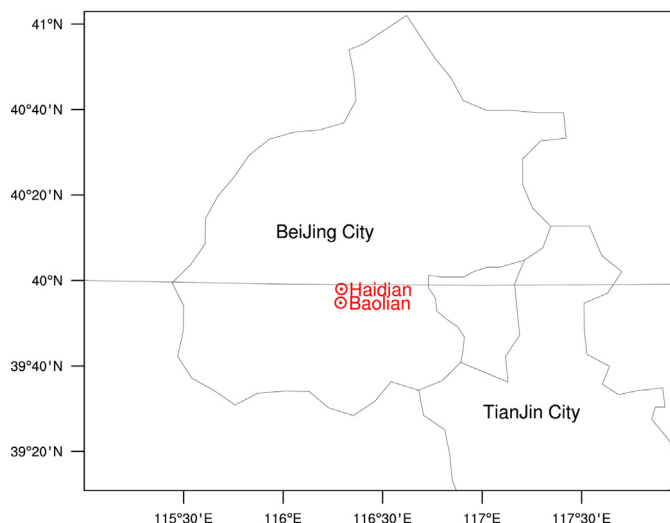 41°N
40°40'N
40°20'N
BeiJing City
40°N
Haidian
Baolian
39°40'N
TianJin City
39°20'N
115°30'E 116°E 116°30'E 117°E 117°30'E